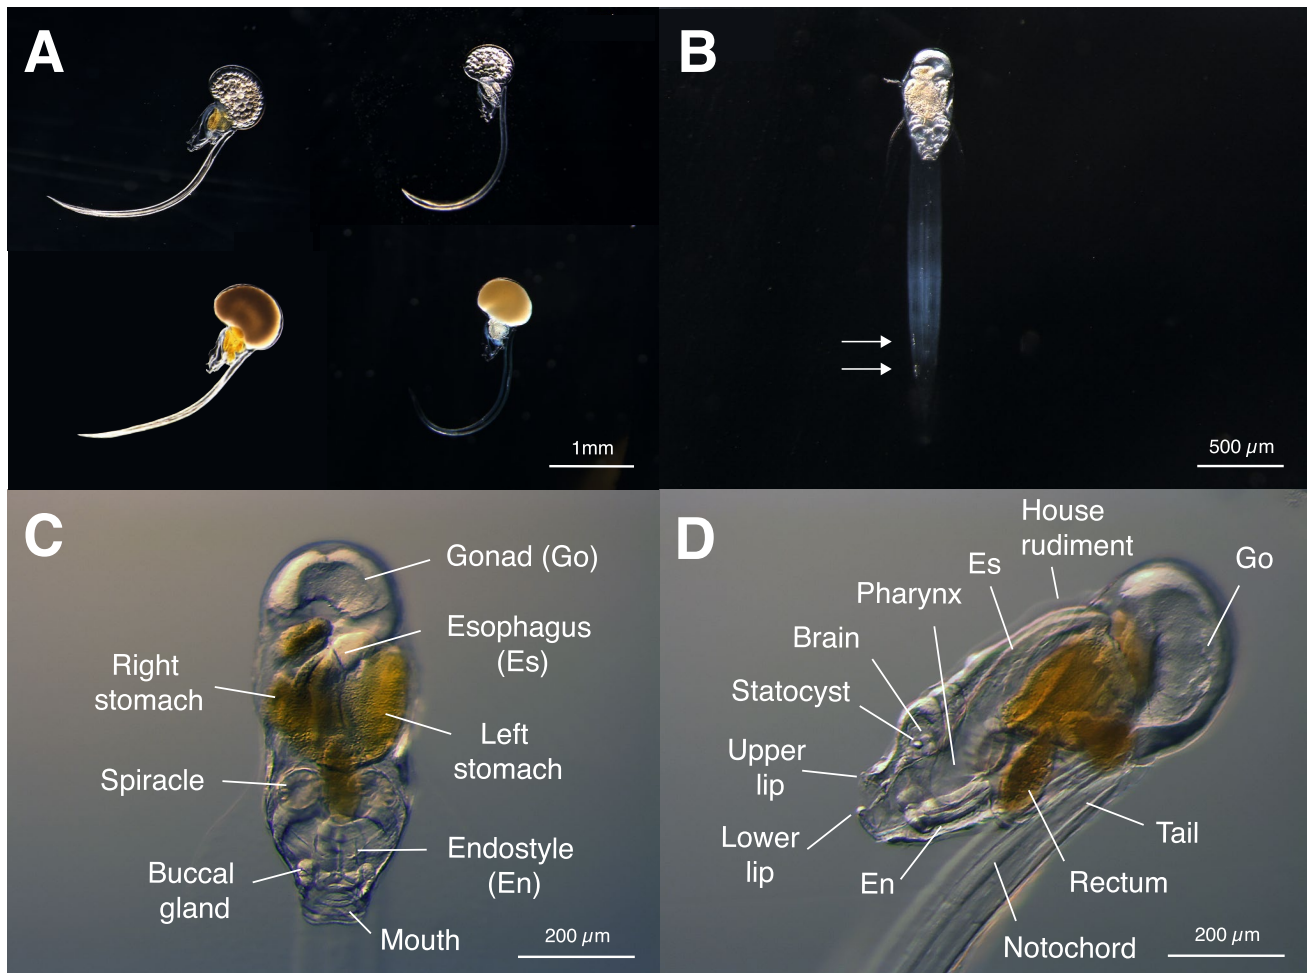 A
1mm
B
500 µm
C
Gonad (Go)
Esophagus
(Es)
Right
stomach
Left
stomach
Spiracle
Endostyle
(En)
Buccal
gland
Mouth
200 µm
D
House
rudiment
Es
Go
Pharynx
Brain
Statocyst
Upper
lip
Lower
lip
En
Tail
Rectum
Notochord
200 µm